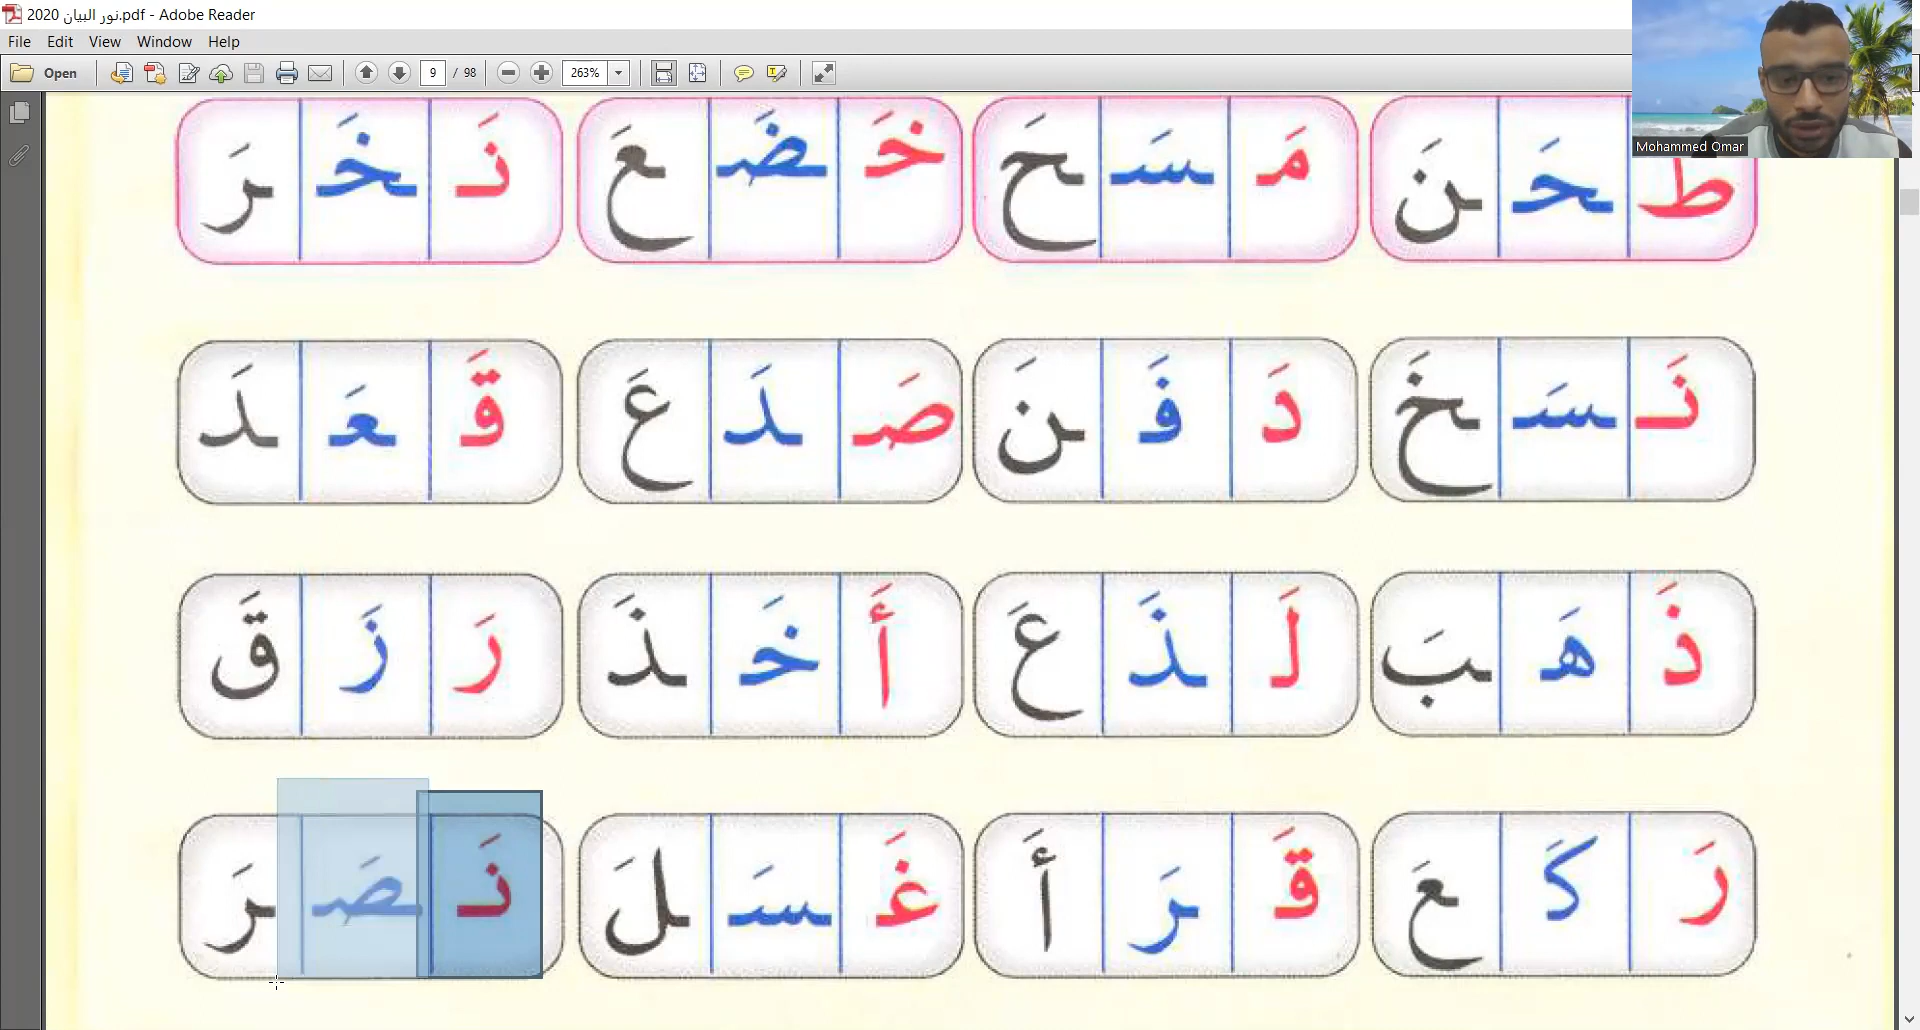 نور البيان 2020.pdf - Adobe Reader
File Edit View Window Help
Open 9 / 98 263%
Mohammed Omar
طَ حَ نَ مَ سَ حَ خَ ضَ عَ نَ خَ رَ
نَ سَ خَ دَ فَ نَ صَ دَ عَ قَ عَ دَ
ذَ هَ بَ لَ ذَ عَ أَ خَ ذَ رَ زَ قَ
رَ كَ عَ قَ رَ أَ غَ سَ لَ نَ صَ رَ